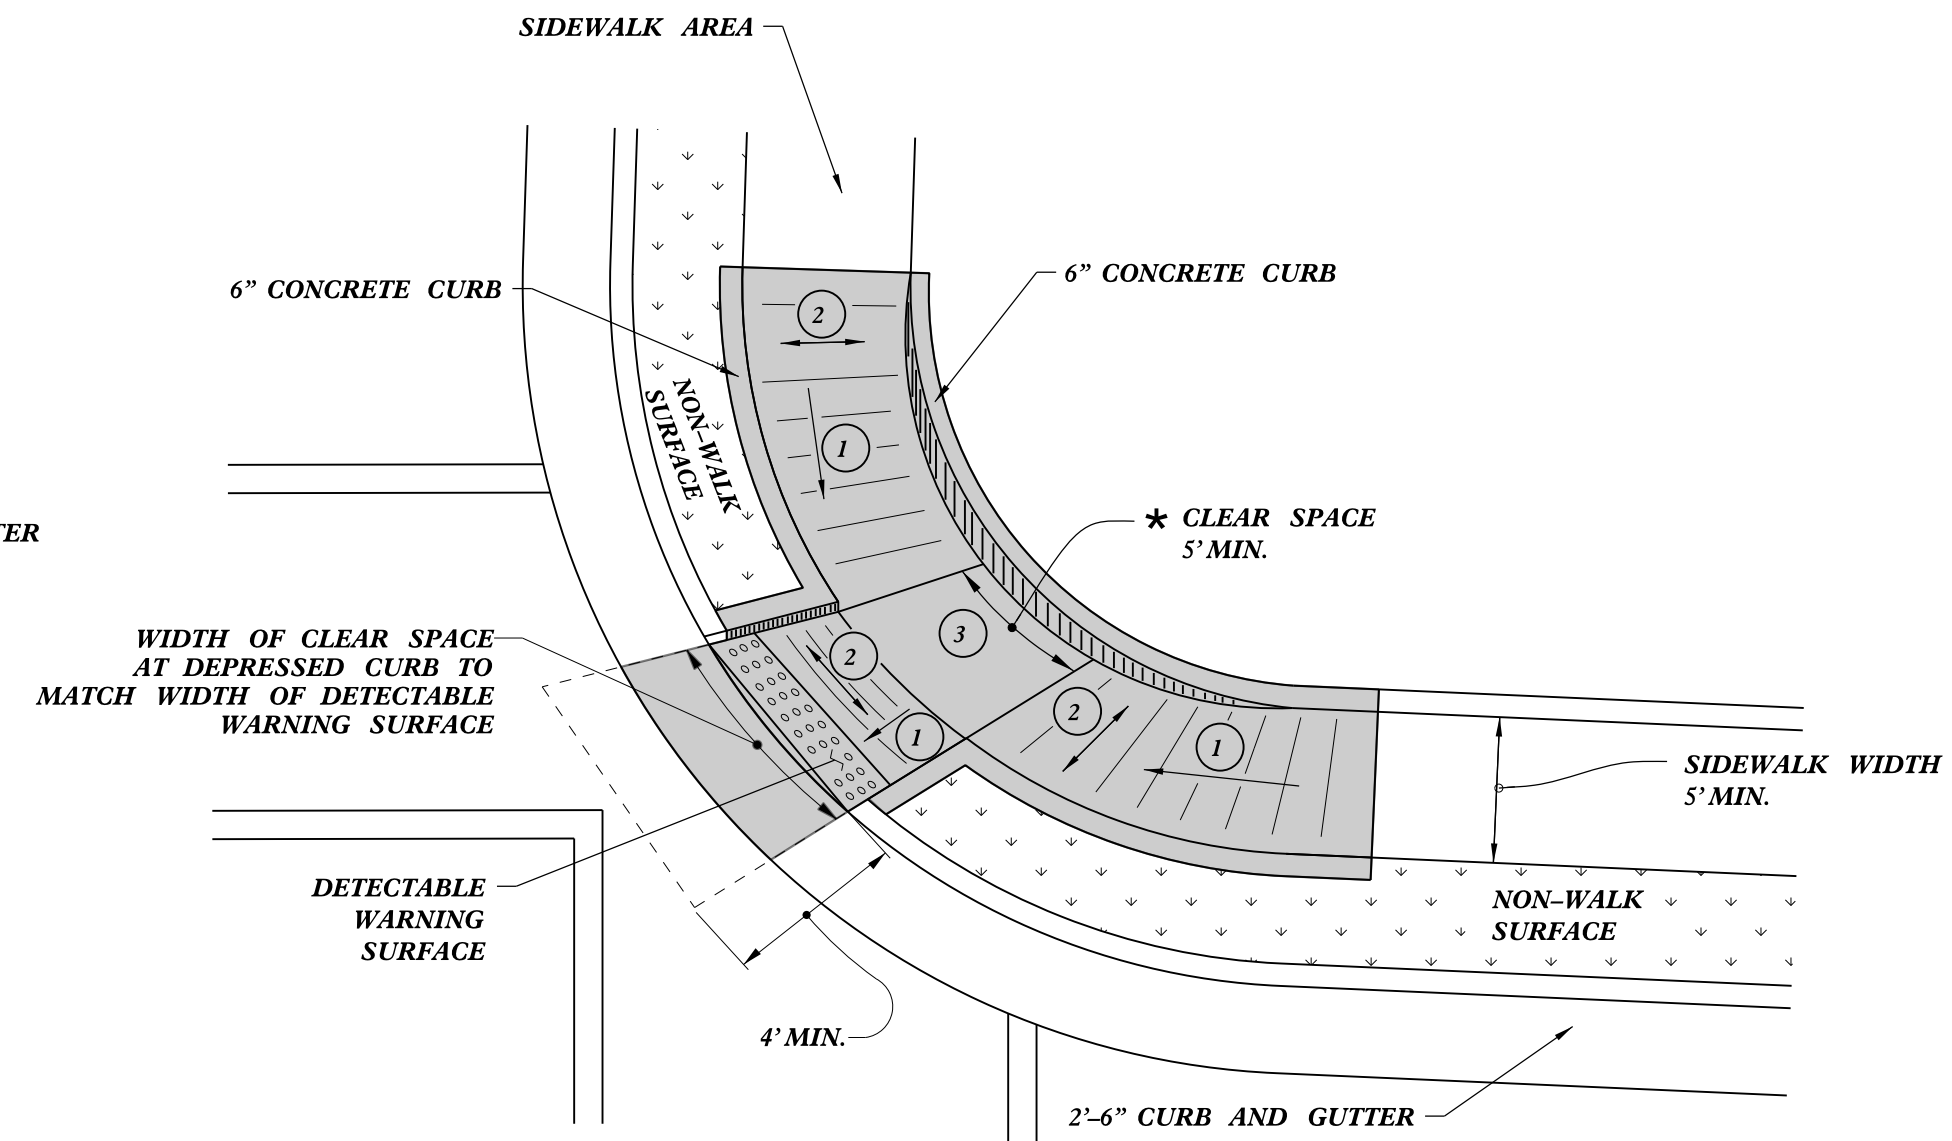 SIDEWALK AREA
6" CONCRETE CURB
6" CONCRETE CURB
2
NON-WALK
SURFACE
1
* CLEAR SPACE
5' MIN.
TER
WIDTH OF CLEAR SPACE
AT DEPRESSED CURB TO
MATCH WIDTH OF DETECTABLE
WARNING SURFACE
3
2
2
1
1
SIDEWALK WIDTH
5' MIN.
DETECTABLE
WARNING
SURFACE
NON-WALK
SURFACE
4' MIN.
2'-6" CURB AND GUTTER